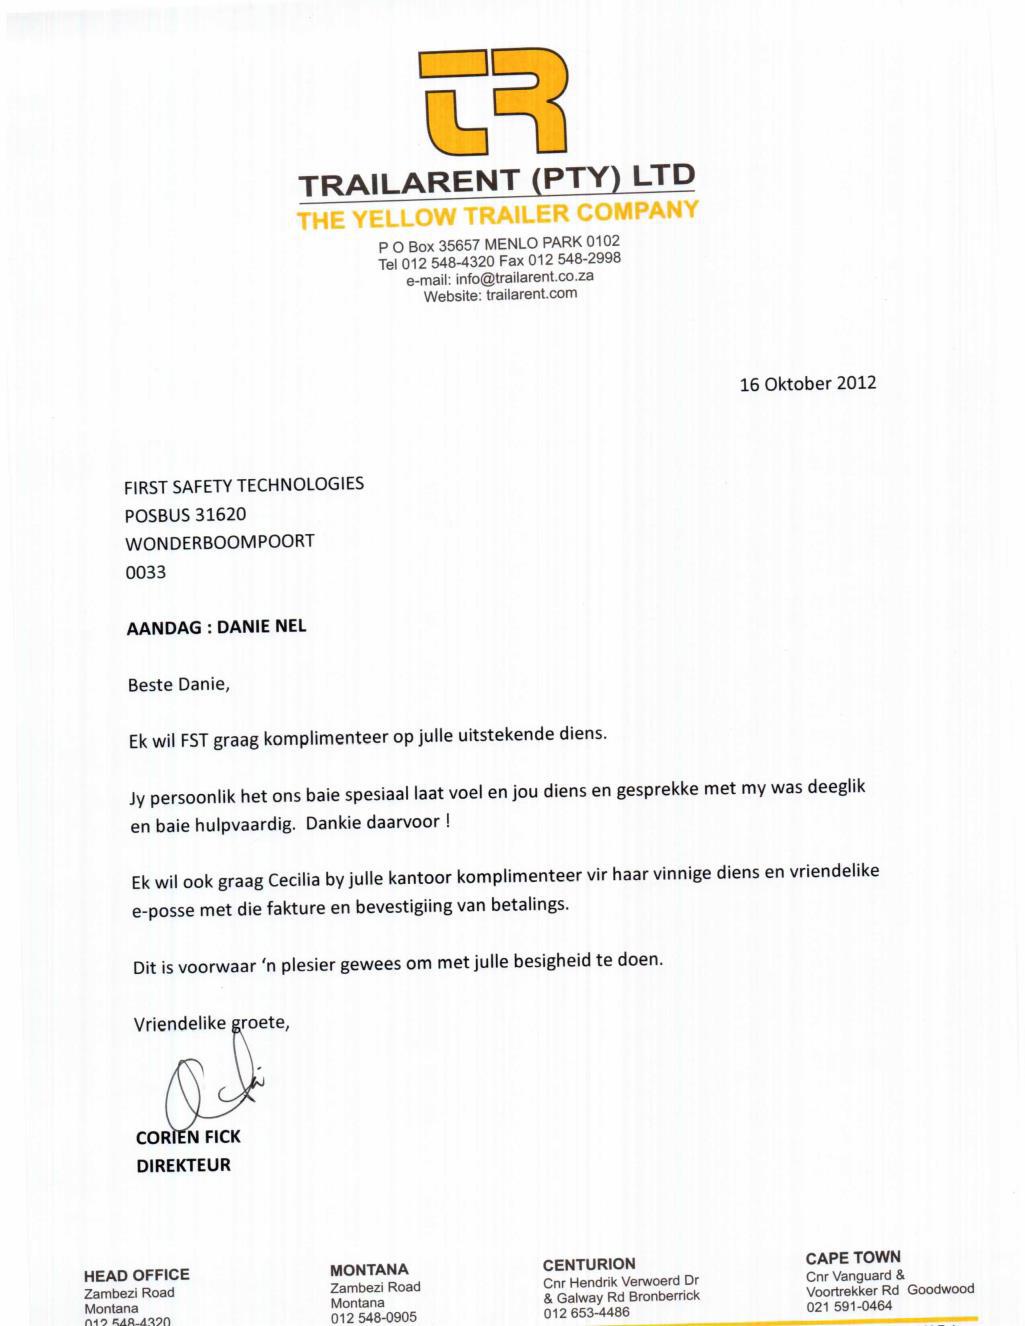 TR
TRAILARENT (PTY) LTD
THE YELLOW TRAILER COMPANY
P O Box 35657 MENLO PARK 0102
Tel 012 548-4320 Fax 012 548-2998
e-mail: info@trailarent.co.za
Website: trailarent.com
16 Oktober 2012
FIRST SAFETY TECHNOLOGIES
POSBUS 31620
WONDERBOOMPOORT
0033
AANDAG : DANIE NEL
Beste Danie,
Ek wil FST graag komplimenteer op julle uitstekende diens.
Jy persoonlik het ons baie spesiaal laat voel en jou diens en gesprekke met my was deeglik
en baie hulpvaardig.  Dankie daarvoor !
Ek wil ook graag Cecilia by julle kantoor komplimenteer vir haar vinnige diens en vriendelike
e-posse met die fakture en bevestigiing van betalings.
Dit is voorwaar 'n plesier gewees om met julle besigheid te doen.
Vriendelike groete,
CORIEN FICK
DIREKTEUR
HEAD OFFICE
Zambezi Road
Montana
012 548-4320
MONTANA
Zambezi Road
Montana
012 548-0905
CENTURION
Cnr Hendrik Verwoerd Dr
& Galway Rd Bronberrick
012 653-4486
CAPE TOWN
Cnr Vanguard &
Voortrekker Rd  Goodwood
021 591-0464